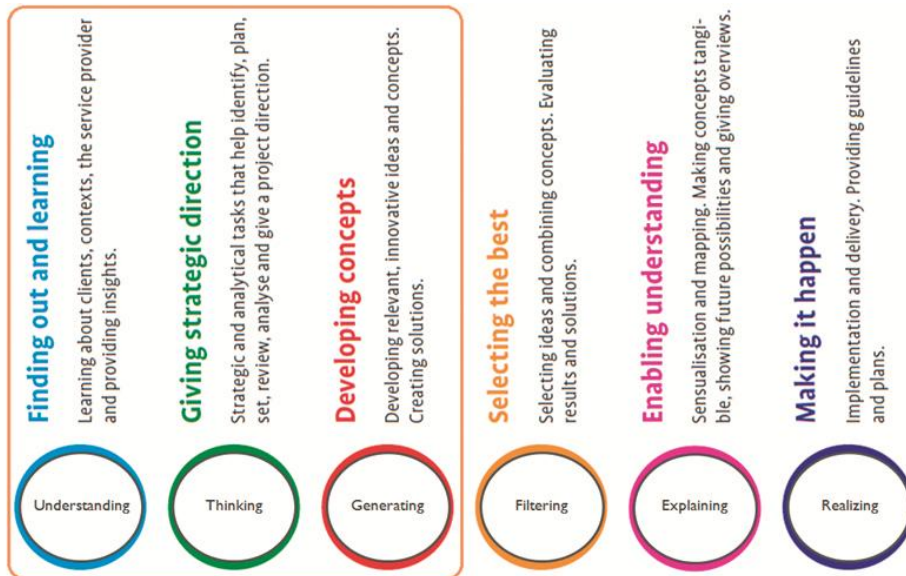 Finding out and learning
Learning about clients, contexts, the service provider
and providing insights.
Understanding
Giving strategic direction
Strategic and analytical tasks that help identify, plan,
set, review, analyse and give a project direction.
Thinking
Developing concepts
Developing relevant, innovative ideas and concepts.
Creating solutions.
Generating
Selecting the best
Selecting ideas and combining concepts. Evaluating
results and solutions.
Filtering
Enabling understanding
Sensualisation and mapping. Making concepts tangi-
ble, showing future possibilities and giving overviews.
Explaining
Making it happen
Implementation and delivery. Providing guidelines
and plans.
Realizing